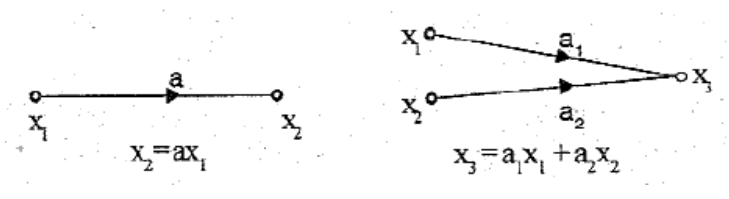 a
x₁ x₂
x₂=ax₁
x₁ a₁
x₃
x₂ a₂
x₃=a₁x₁+a₂x₂